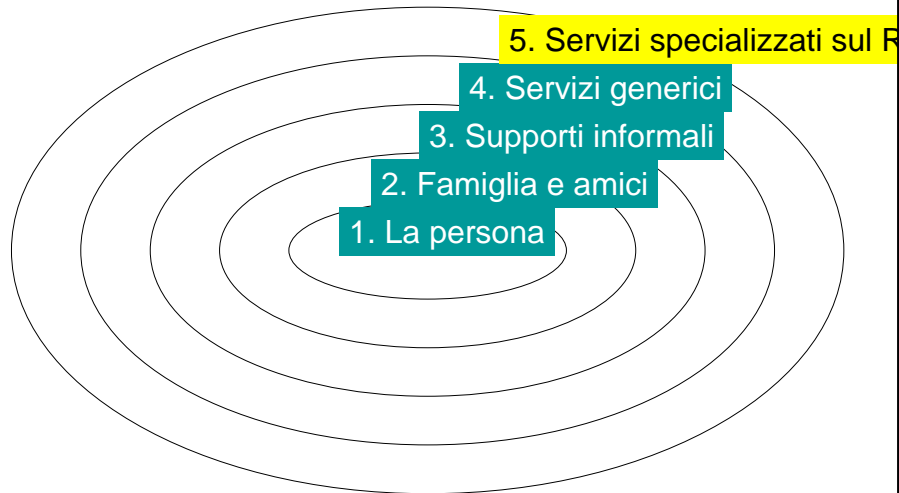 5. Servizi specializzati sul R
4. Servizi generici
3. Supporti informali
2. Famiglia e amici
1. La persona